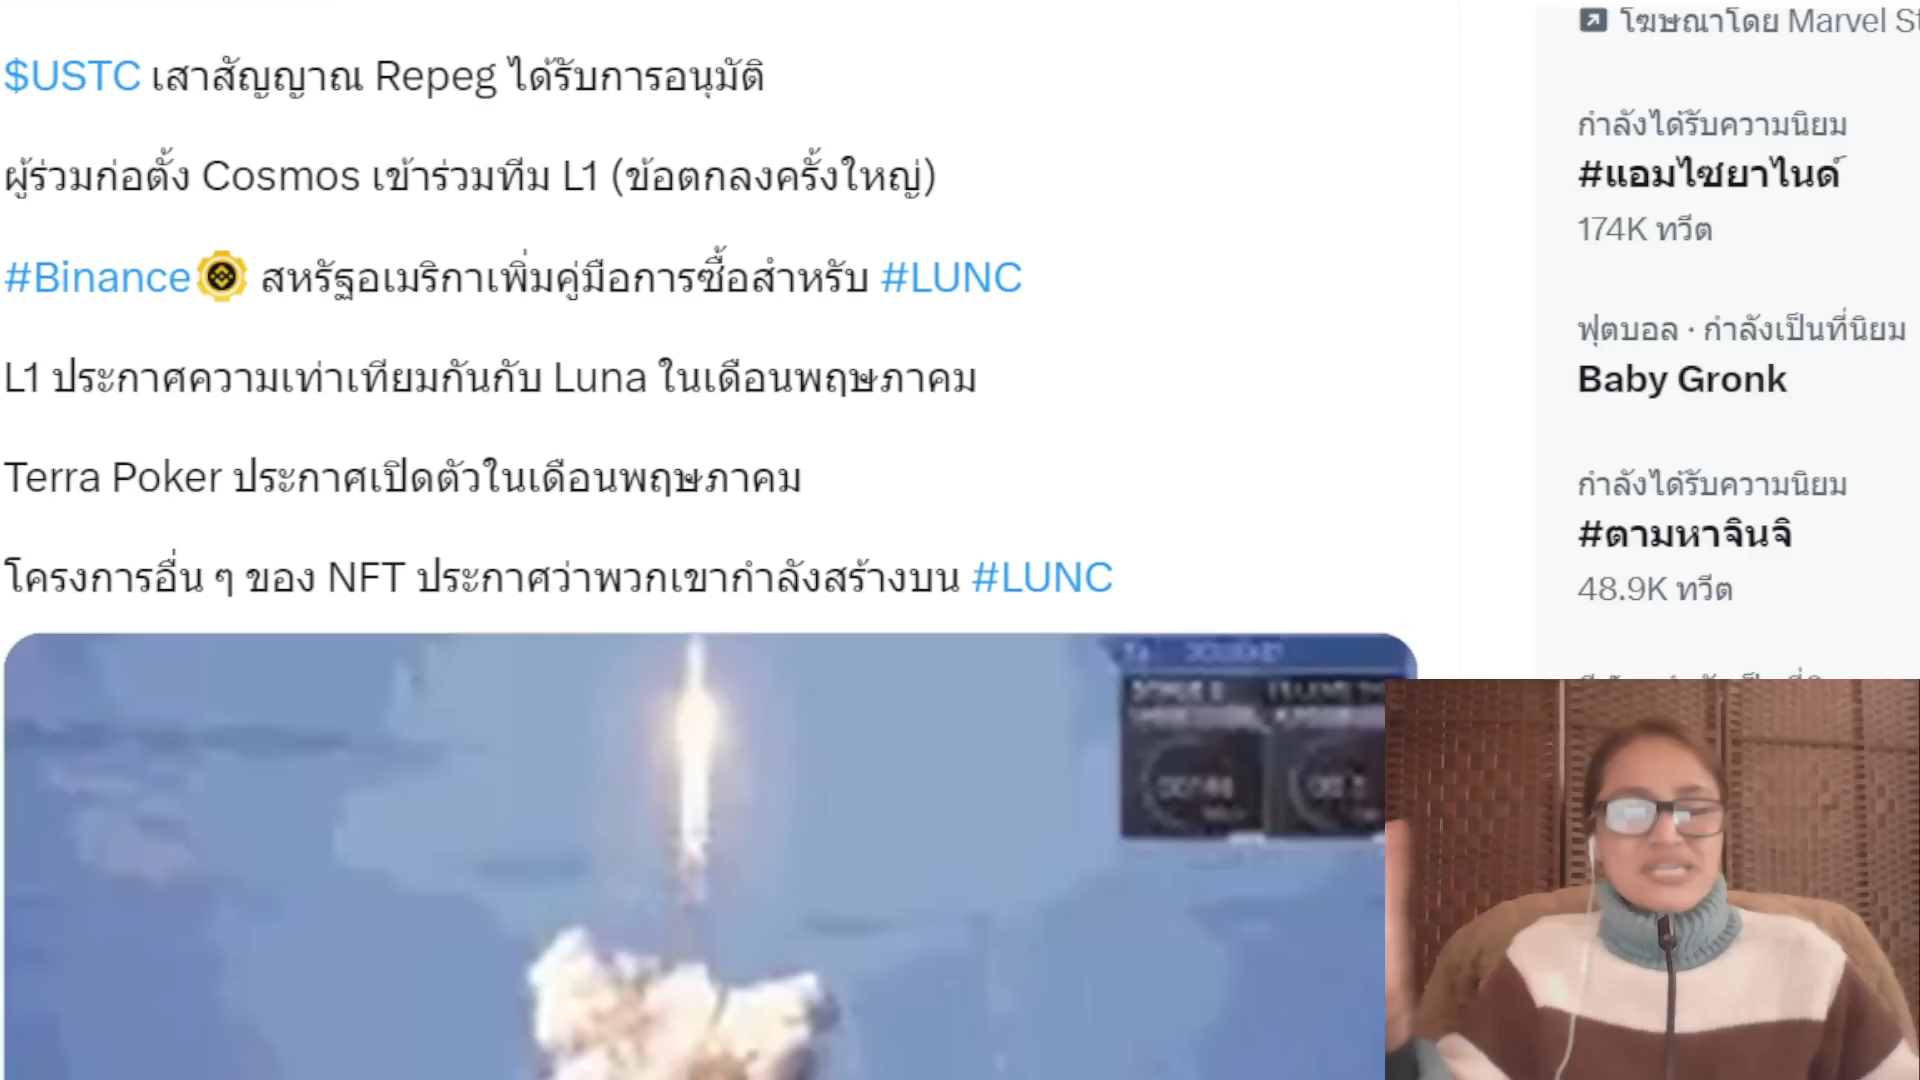 $USTC เสาสัญญาณ Repeg ได้รับการอนุมัติ
ผู้ร่วมก่อตั้ง Cosmos เข้าร่วมทีม L1 (ข้อตกลงครั้งใหญ่)
#Binance สหรัฐอเมริกาเพิ่มคู่มือการซื้อสำหรับ #LUNC
L1 ประกาศความเท่าเทียมกันกับ Luna ในเดือนพฤษภาคม
Terra Poker ประกาศเปิดตัวในเดือนพฤษภาคม
โครงการอื่น ๆ ของ NFT ประกาศว่าพวกเขากำลังสร้างบน #LUNC
โฆษณาโดย Marvel
กำลังได้รับความนิยม
#แอมไซยาไนด์
174K ทวีต
ฟุตบอล · กำลังเป็นที่นิยม
Baby Gronk
กำลังได้รับความนิยม
#ตามหาจินจิ
48.9K ทวีต